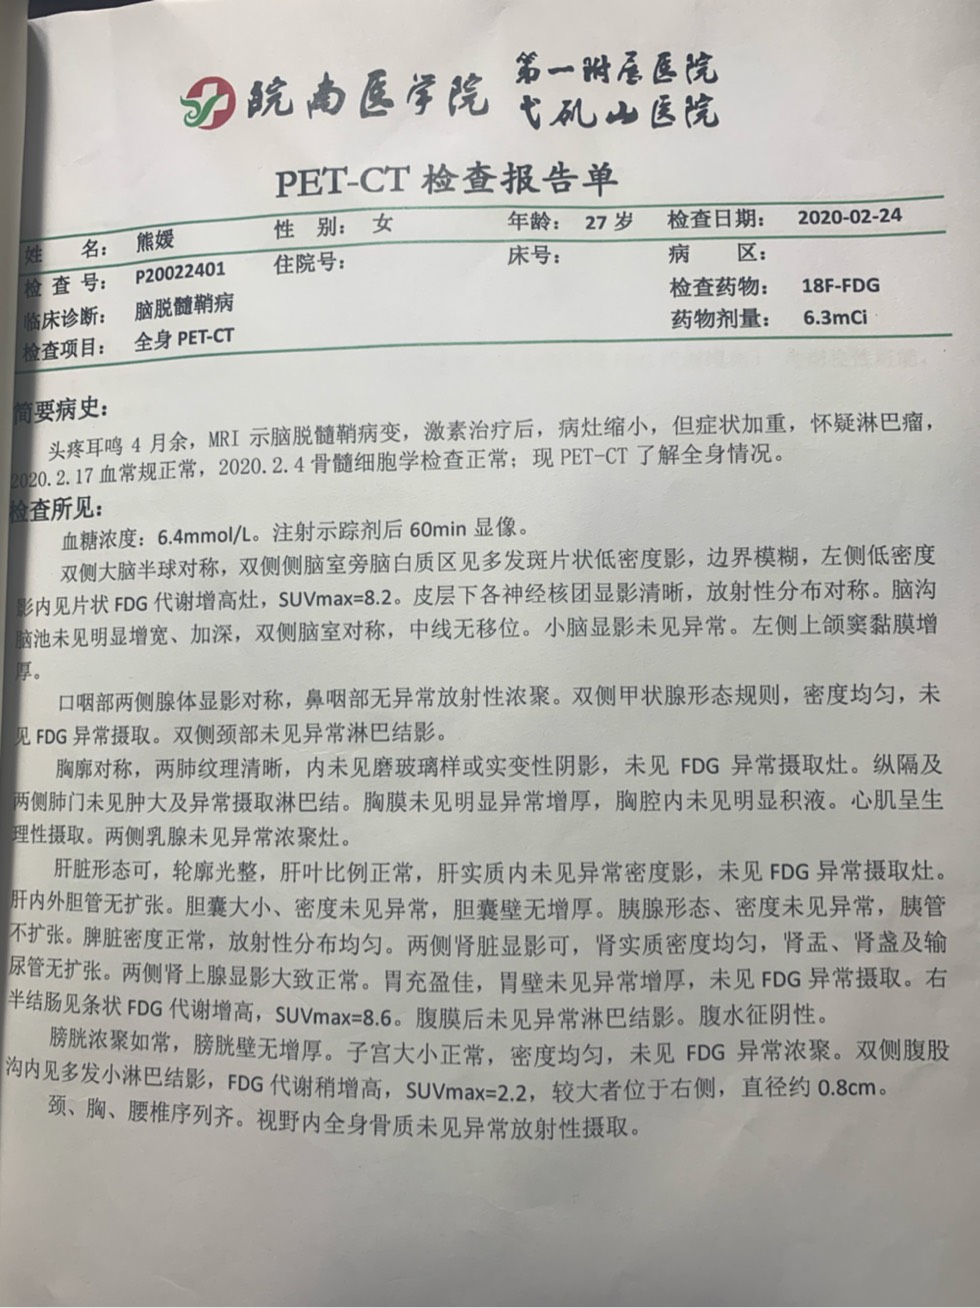 皖南医学院 第一附属医院
弋矶山医院
PET-CT 检查报告单
姓 名： 熊媛 性 别： 女 年龄： 27 岁 检查日期： 2020-02-24
检 查 号： P20022401 住院号： 床号： 病 区：
临床诊断： 脑脱髓鞘病 检查药物： 18F-FDG
检查项目： 全身 PET-CT 药物剂量： 6.3mCi
简要病史：
头疼耳鸣 4 月余，MRI 示脑脱髓鞘病变，激素治疗后，病灶缩小，但症状加重，怀疑淋巴瘤，
2020.2.17 血常规正常，2020.2.4 骨髓细胞学检查正常；现 PET-CT 了解全身情况。
检查所见：
血糖浓度：6.4mmol/L。注射示踪剂后 60min 显像。
双侧大脑半球对称，双侧侧脑室旁脑白质区见多发斑片状低密度影，边界模糊，左侧低密度
影内见片状 FDG 代谢增高灶，SUVmax=8.2。皮层下各神经核团显影清晰，放射性分布对称。脑沟
脑池未见明显增宽、加深，双侧脑室对称，中线无移位。小脑显影未见异常。左侧上颌窦黏膜增
厚。
口咽部两侧腺体显影对称，鼻咽部无异常放射性浓聚。双侧甲状腺形态规则，密度均匀，未
见 FDG 异常摄取。双侧颈部未见异常淋巴结影。
胸廓对称，两肺纹理清晰，内未见磨玻璃样或实变性阴影，未见 FDG 异常摄取灶。纵隔及
两侧肺门未见肿大及异常摄取淋巴结。胸膜未见明显异常增厚，胸腔内未见明显积液。心肌呈生
理性摄取。两侧乳腺未见异常浓聚灶。
肝脏形态可，轮廓光整，肝叶比例正常，肝实质内未见异常密度影，未见 FDG 异常摄取灶。
肝内外胆管无扩张。胆囊大小、密度未见异常，胆囊壁无增厚。胰腺形态、密度未见异常，胰管
不扩张。脾脏密度正常，放射性分布均匀。两侧肾脏显影可，肾实质密度均匀，肾盂、肾盏及输
尿管无扩张。两侧肾上腺显影大致正常。胃充盈佳，胃壁未见异常增厚，未见 FDG 异常摄取。右
半结肠见条状 FDG 代谢增高，SUVmax=8.6。腹膜后未见异常淋巴结影。腹水征阴性。
膀胱浓聚如常，膀胱壁无增厚。子宫大小正常，密度均匀，未见 FDG 异常浓聚。双侧腹股
沟内见多发小淋巴结影，FDG 代谢稍增高，SUVmax=2.2，较大者位于右侧，直径约 0.8cm。
颈、胸、腰椎序列齐。视野内全身骨质未见异常放射性摄取。